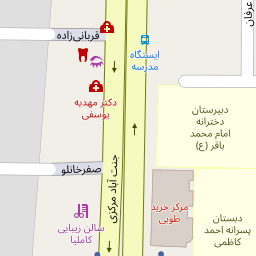 عرفان
قربانی‌زاده
ایستگاه
مدرسه
دکتر مهدیه
یوسفی
دبیرستان
دخترانه
امام محمد
باقر (ع)
جنت آباد مرکزی
صفرخانلو
مرکز خرید
طوبی
سالن زیبایی
کاملیا
دبستان
پسرانه احمد
کاظمی